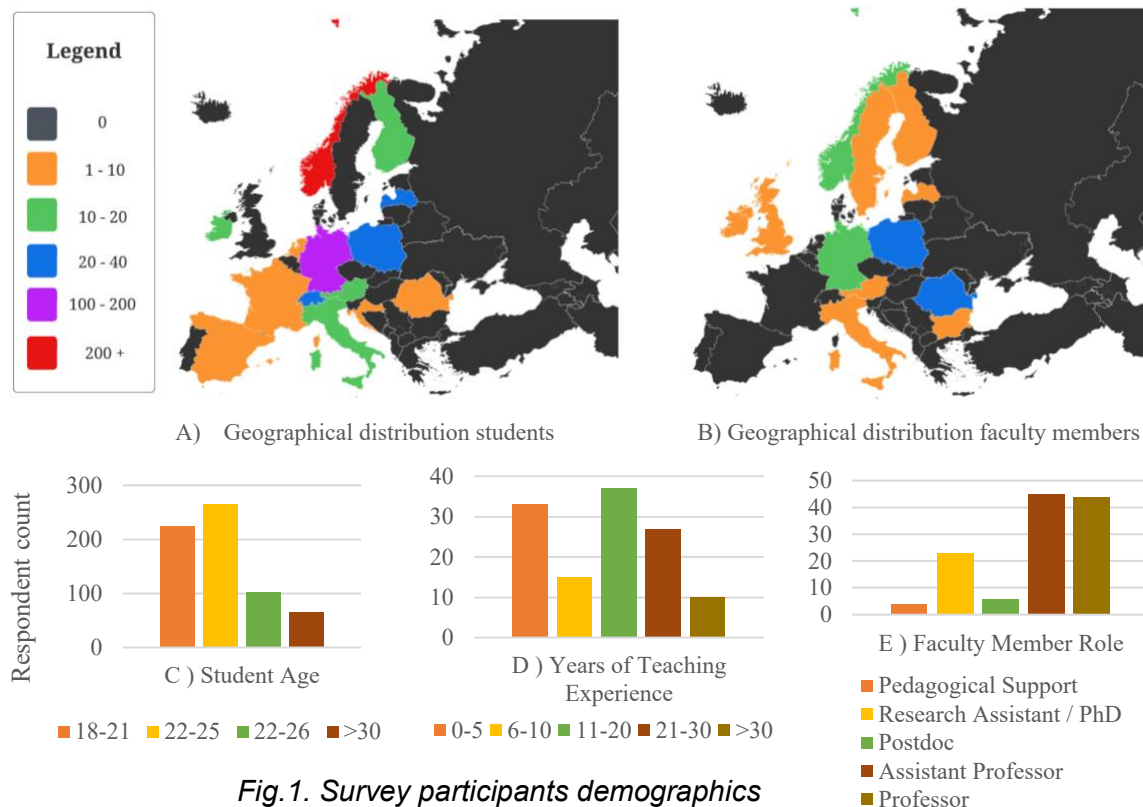 Legend
0
1 - 10
10 - 20
20 - 40
100 - 200
200 +
A) Geographical distribution students
B) Geographical distribution faculty members
Respondent count
300
200
100
0
C ) Student Age
18-21 22-25 22-26 >30
40
30
20
10
0
D ) Years of Teaching
Experience
0-5 6-10 11-20 21-30 >30
50
40
30
20
10
0
E ) Faculty Member Role
Pedagogical Support
Research Assistant / PhD
Postdoc
Assistant Professor
Professor
Fig.1. Survey participants demographics